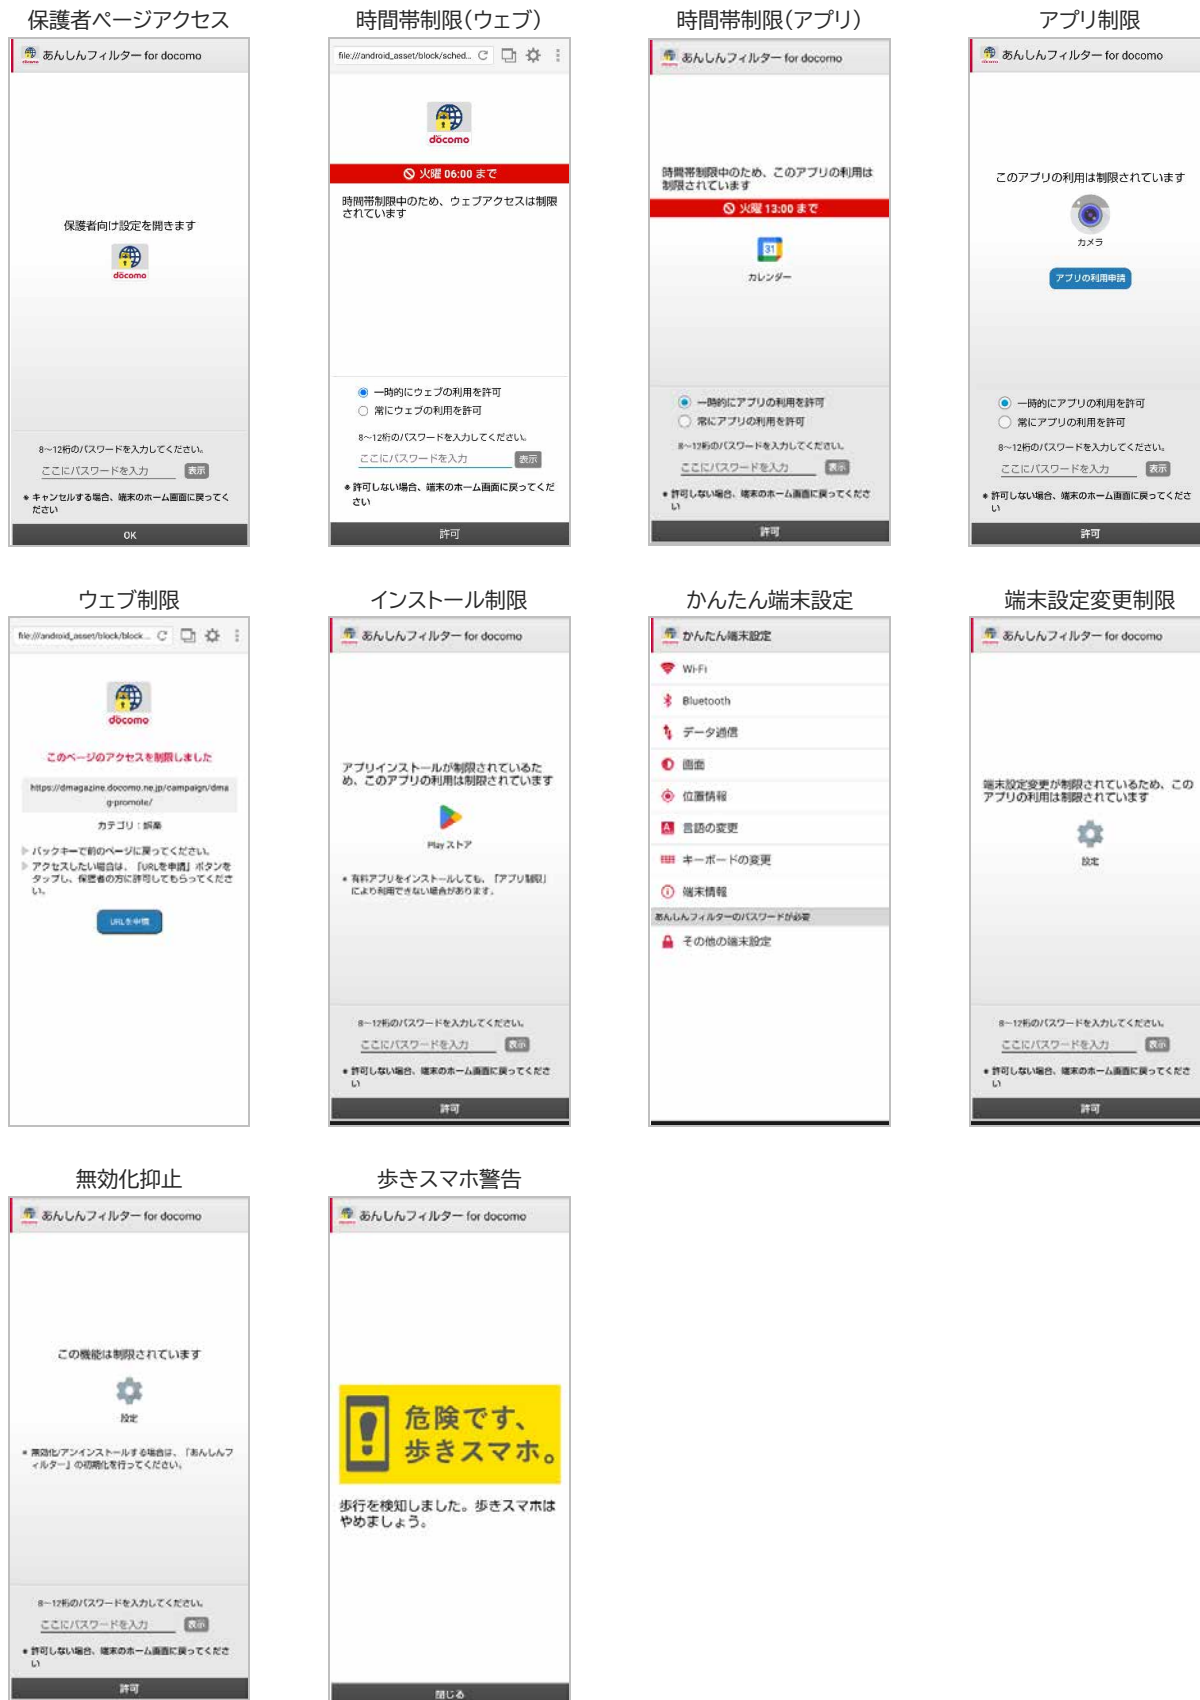 保護者ページアクセス
あんしんフィルター for docomo
保護者向け設定を開きます
docomo
8〜12桁のパスワードを入力してください。
ここにパスワードを入力
表示
* キャンセルする場合、端末のホーム画面に戻ってく
ださい
OK
時間帯制限(ウェブ)
file:///android_asset/block/sched...
docomo
火曜 06:00 まで
時間帯制限中のため、ウェブアクセスは制限
されています
一時的にウェブの利用を許可
常にウェブの利用を許可
8〜12桁のパスワードを入力してください。
ここにパスワードを入力
表示
* 許可しない場合、端末のホーム画面に戻ってくだ
さい
許可
時間帯制限(アプリ)
あんしんフィルター for docomo
時間帯制限中のため、このアプリの利用は
制限されています
火曜 13:00 まで
31
カレンダー
一時的にアプリの利用を許可
常にアプリの利用を許可
8〜12桁のパスワードを入力してください。
ここにパスワードを入力
表示
* 許可しない場合、端末のホーム画面に戻ってくださ
い
許可
アプリ制限
あんしんフィルター for docomo
このアプリの利用は制限されています
カメラ
アプリの利用申請
一時的にアプリの利用を許可
常にアプリの利用を許可
8〜12桁のパスワードを入力してください。
ここにパスワードを入力
表示
* 許可しない場合、端末のホーム画面に戻ってくださ
い
許可
ウェブ制限
file:///android_asset/block/block...
docomo
このページのアクセスを制限しました
https://dmagazine.docomo.ne.jp/campaign/dma
g-promote/
カテゴリ：娯楽
バックキーで前のページに戻ってください。
アクセスしたい場合は、「URLを申請」ボタンを
タップし、保護者の方に許可してもらってくださ
い。
URLを申請
インストール制限
あんしんフィルター for docomo
アプリインストールが制限されているた
め、このアプリの利用は制限されています
Play ストア
* 有料アプリをインストールしても、「アプリ制限」
により利用できない場合があります。
8〜12桁のパスワードを入力してください。
ここにパスワードを入力
表示
* 許可しない場合、端末のホーム画面に戻ってくださ
い
許可
かんたん端末設定
かんたん端末設定
Wi-Fi
Bluetooth
データ通信
画面
位置情報
言語の変更
キーボードの変更
端末情報
あんしんフィルターのパスワードが必要
その他の端末設定
端末設定変更制限
あんしんフィルター for docomo
端末設定変更が制限されているため、この
アプリの利用は制限されています
設定
8〜12桁のパスワードを入力してください。
ここにパスワードを入力
表示
* 許可しない場合、端末のホーム画面に戻ってくださ
い
許可
無効化抑止
あんしんフィルター for docomo
この機能は制限されています
設定
* 無効化/アンインストールする場合は、「あんしんフ
ィルター」の初期化を行ってください。
8〜12桁のパスワードを入力してください。
ここにパスワードを入力
表示
* 許可しない場合、端末のホーム画面に戻ってくださ
い
許可
歩きスマホ警告
あんしんフィルター for docomo
危険です、
歩きスマホ。
歩行を検知しました。歩きスマホは
やめましょう。
閉じる